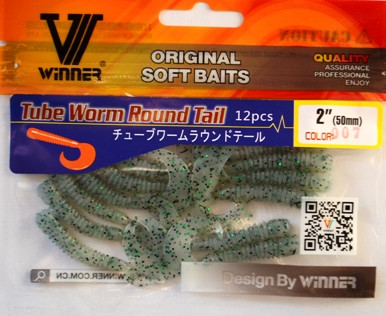 WINNER
ORIGINAL
SOFT BAITS
CAUTION
QUALITY
ASSURANCE
PROFESSIONAL
ENJOY
Tube Worm Round Tail 12pcs
チューブワームラウンドテール
2" (50mm)
COLOR: 007
WWW.WINNER.COM.CN
Design By WINNER